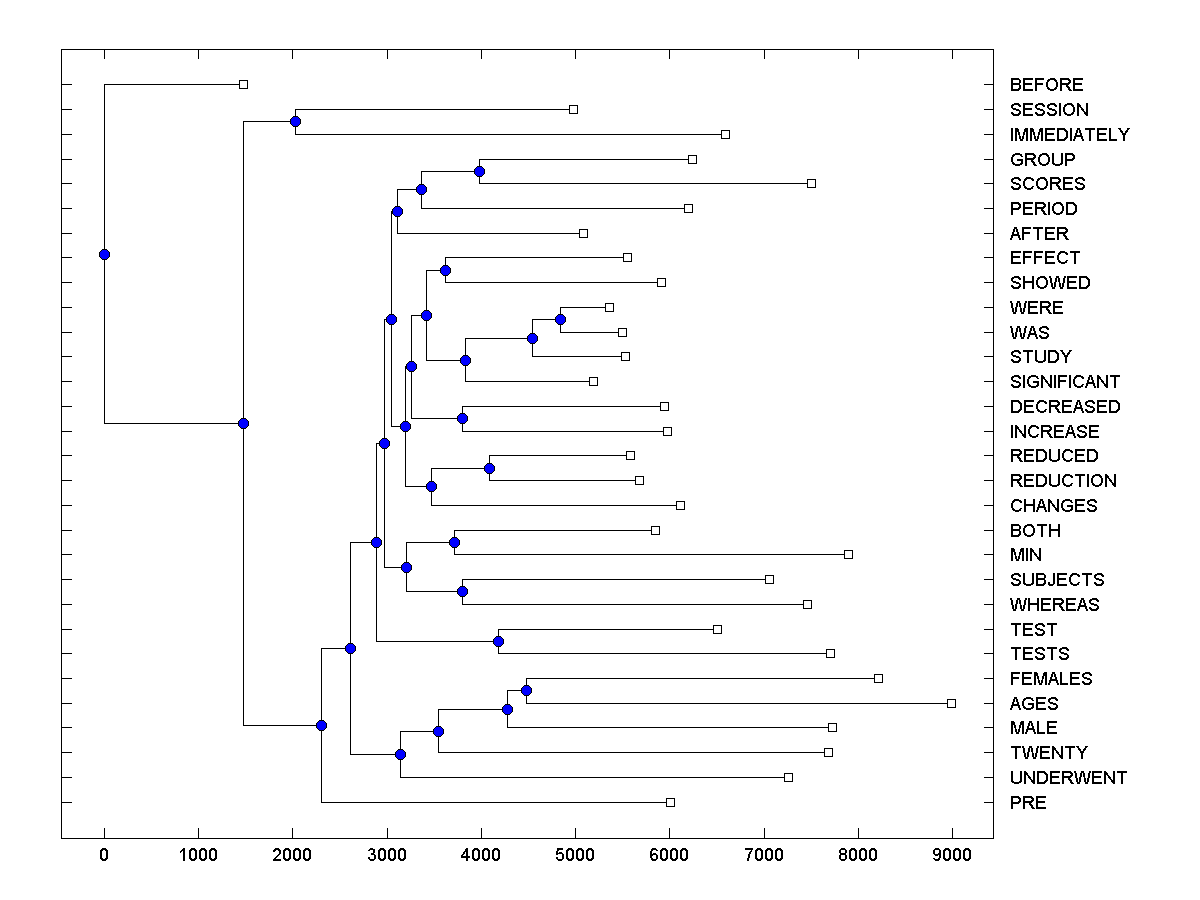 BEFORE
SESSION
IMMEDIATELY
GROUP
SCORES
PERIOD
AFTER
EFFECT
SHOWED
WERE
WAS
STUDY
SIGNIFICANT
DECREASED
INCREASE
REDUCED
REDUCTION
CHANGES
BOTH
MIN
SUBJECTS
WHEREAS
TEST
TESTS
FEMALES
AGES
MALE
TWENTY
UNDERWENT
PRE
0 1000 2000 3000 4000 5000 6000 7000 8000 9000